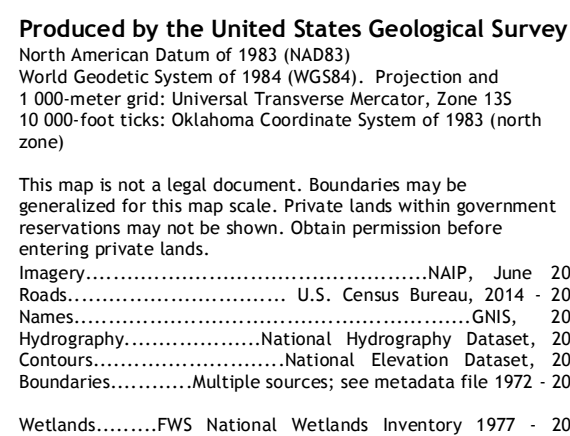 Produced by the United States Geological Survey
North American Datum of 1983 (NAD83)
World Geodetic System of 1984 (WGS84).  Projection and
1 000-meter grid: Universal Transverse Mercator, Zone 13S
10 000-foot ticks: Oklahoma Coordinate System of 1983 (north
zone)
This map is not a legal document. Boundaries may be
generalized for this map scale. Private lands within government
reservations may not be shown. Obtain permission before
entering private lands.
Imagery..................................................NAIP, June 20
Roads................................ U.S. Census Bureau, 2014 - 20
Names..........................................................GNIS, 20
Hydrography....................National Hydrography Dataset, 20
Contours............................National Elevation Dataset, 20
Boundaries............Multiple sources; see metadata file 1972 - 20
Wetlands.........FWS National Wetlands Inventory 1977 - 20